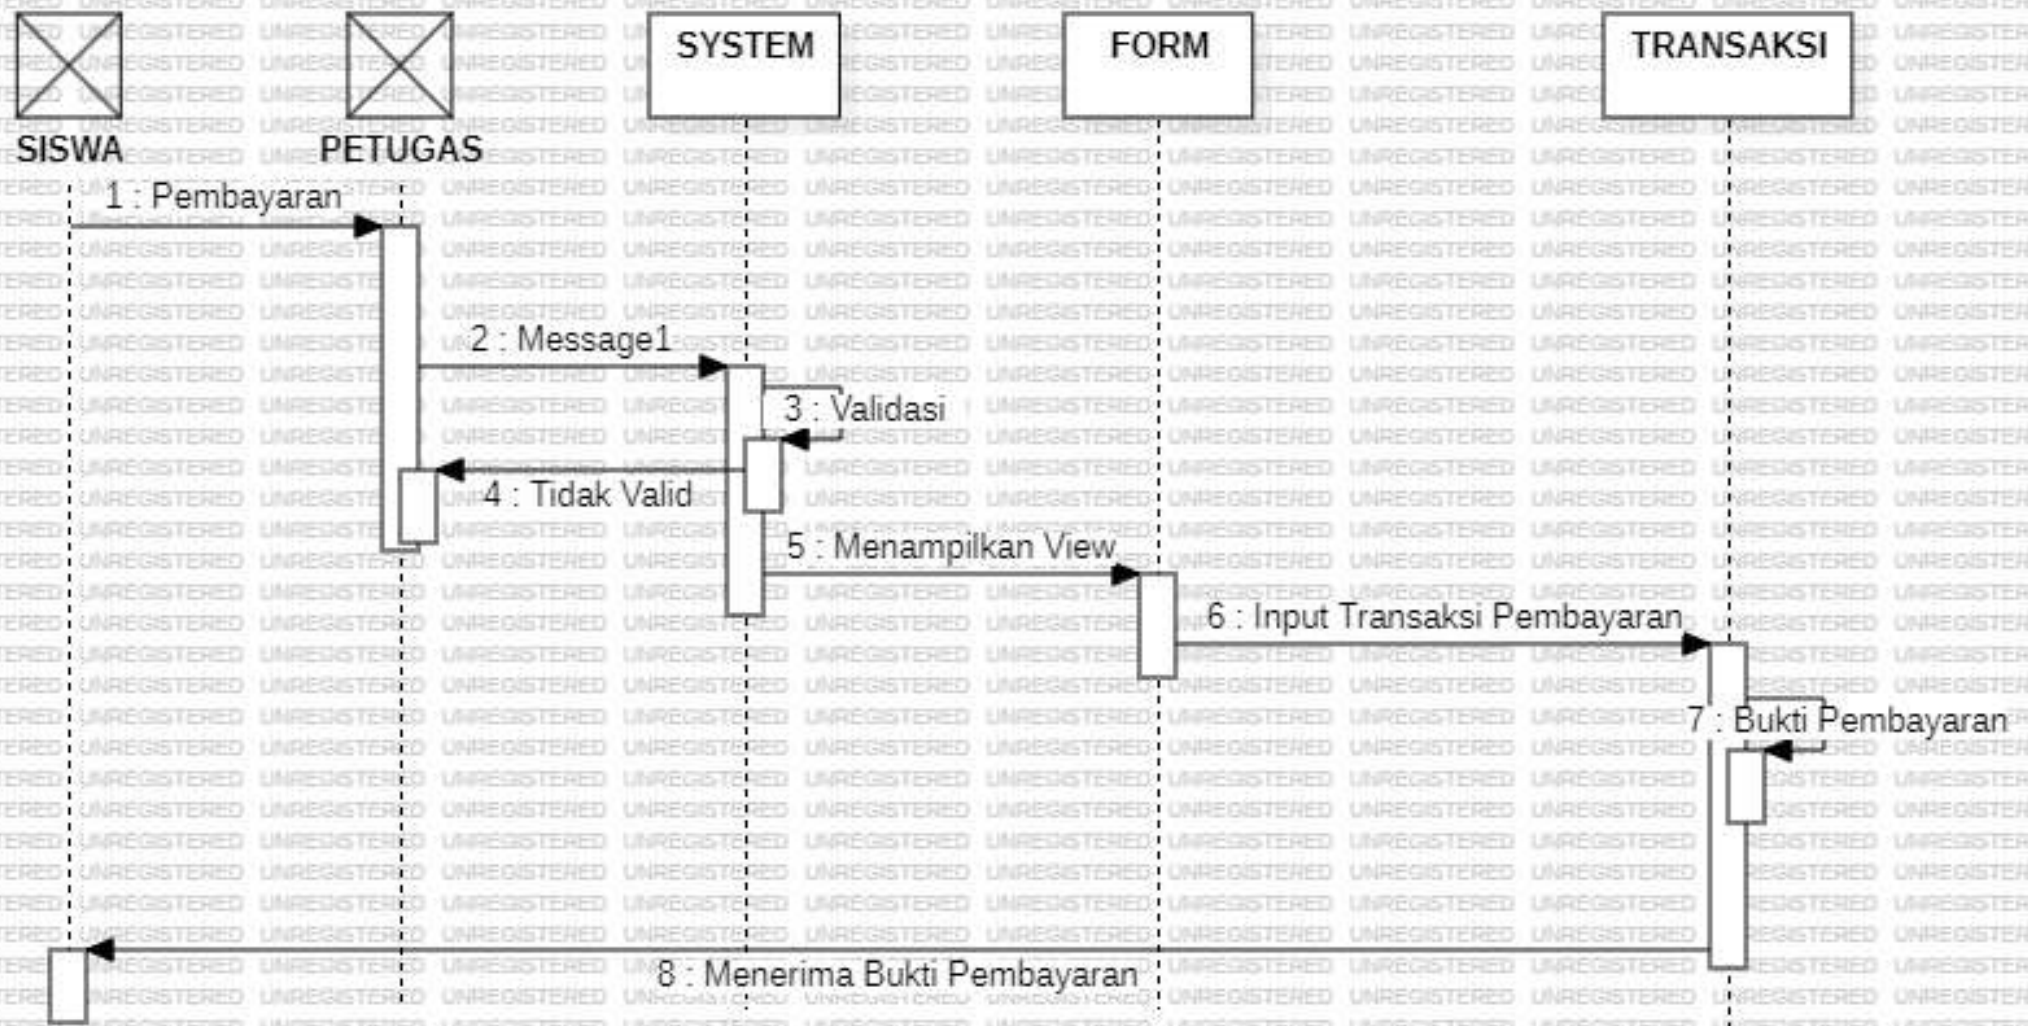 SYSTEM
FORM
TRANSAKSI
SISWA
PETUGAS
1 : Pembayaran
2 : Message1
3 : Validasi
4 : Tidak Valid
5 : Menampilkan View
6 : Input Transaksi Pembayaran
7 : Bukti Pembayaran
8 : Menerima Bukti Pembayaran
UNREGISTERED